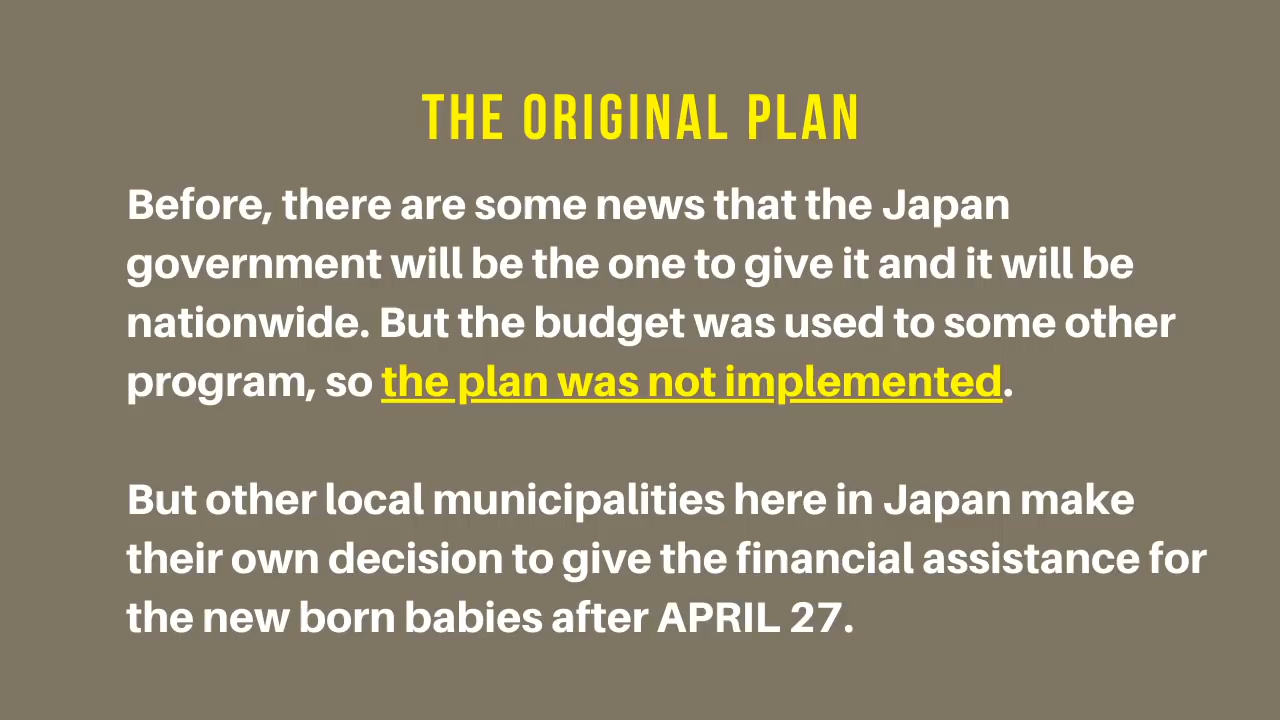 THE ORIGINAL PLAN
Before, there are some news that the Japan
government will be the one to give it and it will be
nationwide. But the budget was used to some other
program, so the plan was not implemented.
But other local municipalities here in Japan make
their own decision to give the financial assistance for
the new born babies after APRIL 27.